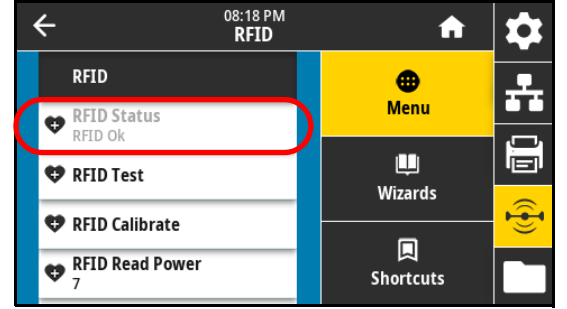 08:18 PM
RFID
RFID
RFID Status
RFID Ok
RFID Test
RFID Calibrate
RFID Read Power
7
Menu
Wizards
Shortcuts